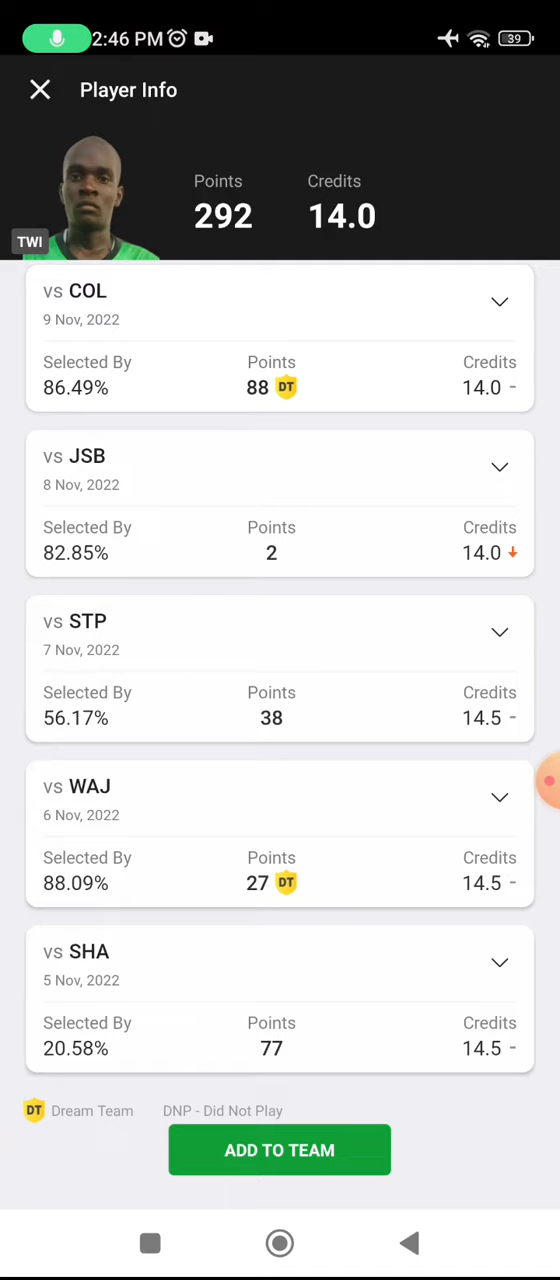 2:46 PM
39
Player Info
Points
Credits
292
14.0
TWI
vs COL
9 Nov, 2022
Selected By
Points
Credits
86.49%
88 DT
14.0 -
vs JSB
8 Nov, 2022
Selected By
Points
Credits
82.85%
2
14.0
vs STP
7 Nov, 2022
Selected By
Points
Credits
56.17%
38
14.5 -
vs WAJ
6 Nov, 2022
Selected By
Points
Credits
88.09%
27 DT
14.5 -
vs SHA
5 Nov, 2022
Selected By
Points
Credits
20.58%
77
14.5 -
DT Dream Team
DNP - Did Not Play
ADD TO TEAM